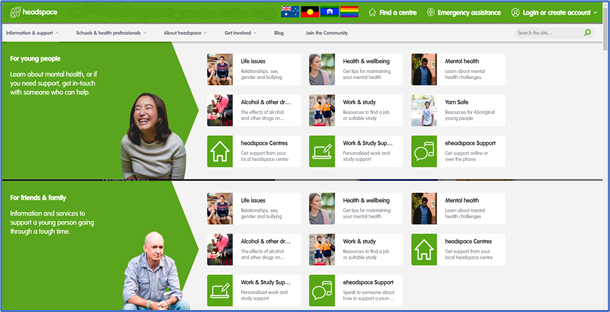 headspace
Find a centre
Emergency assistance
Login or create account
Information & support
Schools & health professionals
About headspace
Get involved
Blog
Join the Community
Search the site...
For young people
Learn about mental health, or if
you need support, get in-touch
with someone who can help.
Life issues
Relationships, sex,
gender and bullying
Health & wellbeing
Get tips for maintaining
your mental health
Mental health
Learn about mental
health challenges
Alcohol & other dr...
The effects of alcohol
and other drugs on...
Work & study
Resources to find a job
or suitable study
Yarn Safe
Resources for Aboriginal
young people
headspace Centres
Get support from your
local headspace centre
Work & Study Sup...
Personalised work and
study support
eheadspace Support
Get support online or
over the phone
For friends & family
Information and services to
support a young person going
through a tough time.
Life issues
Relationships, sex,
gender and bullying
Health & wellbeing
Get tips for maintaining
your mental health
Mental health
Learn about mental
health challenges
Alcohol & other dr...
The effects of alcohol
and other drugs on...
Work & study
Resources to find a job
or suitable study
headspace Centres
Get support from your
local headspace centre
Work & Study Sup...
Personalised work and
study support
eheadspace Support
Speak to someone about
how to support a youn...